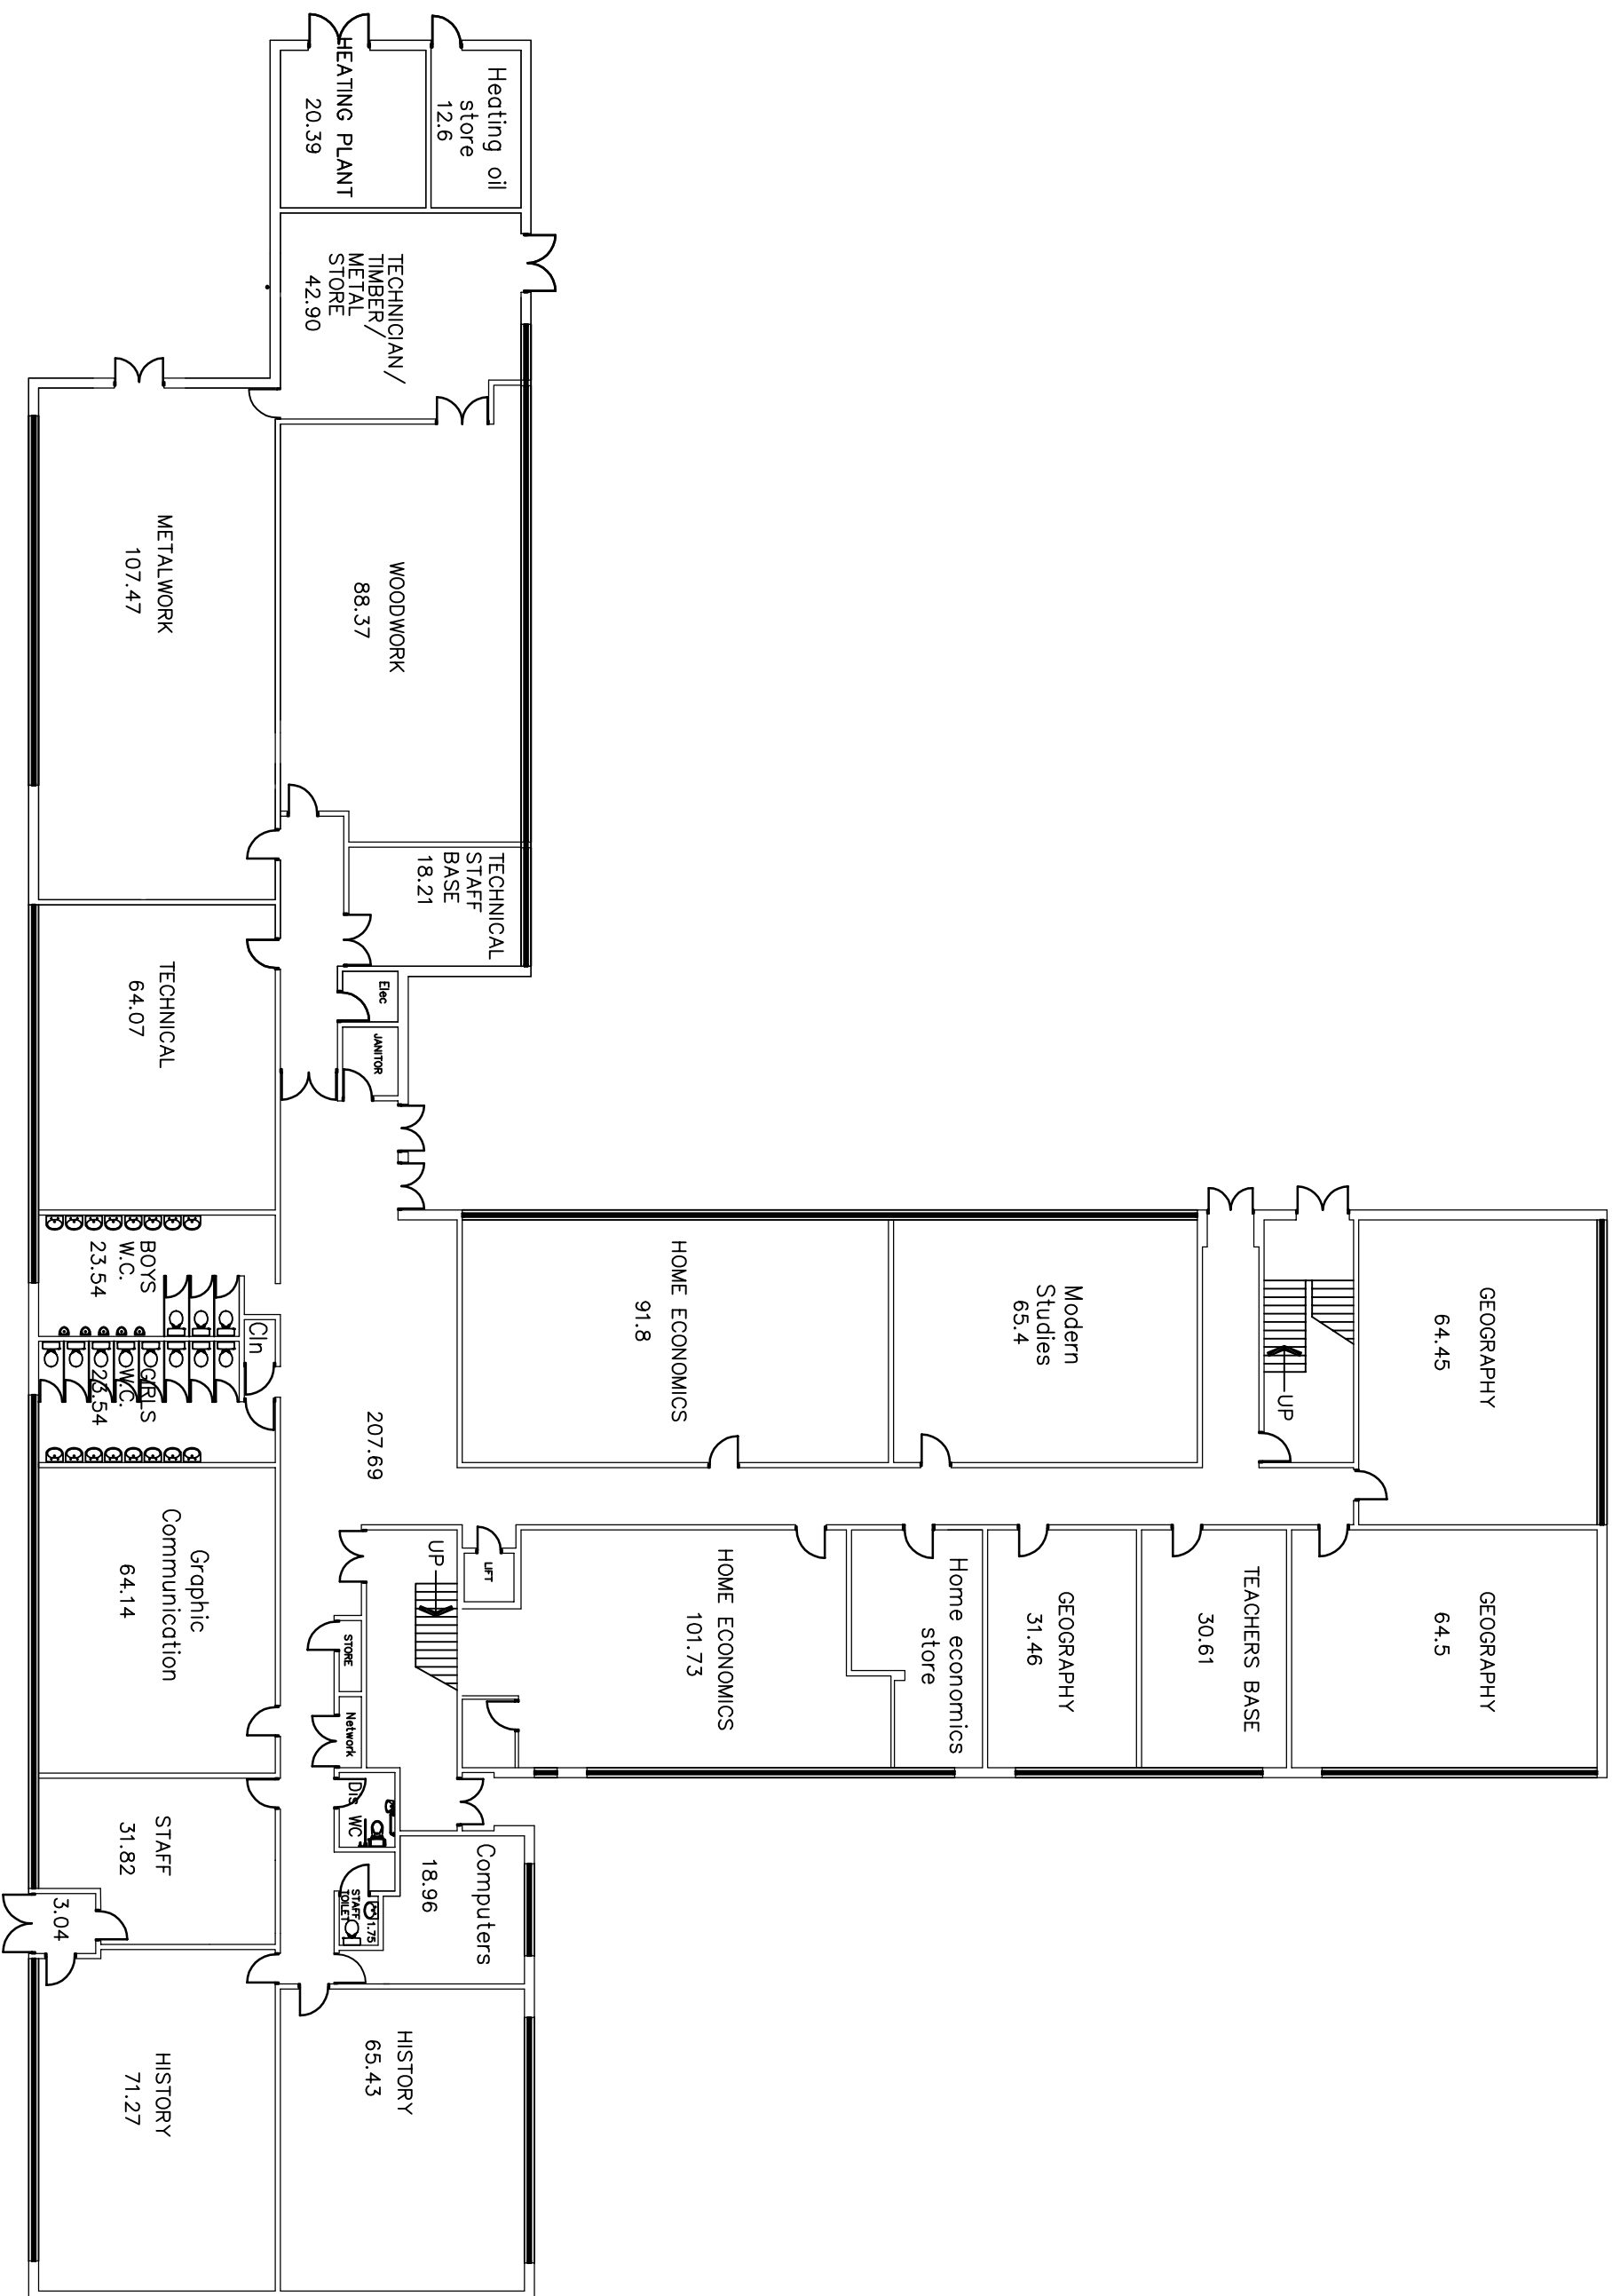 Heating oil
store
12.6
HEATING PLANT
20.39
TECHNICIAN/
TIMBER/
METAL
STORE
42.90
WOODWORK
88.37
METALWORK
107.47
TECHNICAL
STAFF
BASE
18.21
Elec
JANITOR
TECHNICAL
64.07
BOYS
W.C.
23.54
Cln
GIRLS
W.C.
23.54
207.69
GEOGRAPHY
64.45
UP
Modern
Studies
65.4
HOME ECONOMICS
91.8
GEOGRAPHY
64.5
TEACHERS BASE
30.61
GEOGRAPHY
31.46
Home economics
store
HOME ECONOMICS
101.73
LIFT
UP
STORE
Network
Graphic
Communication
64.14
Dis
WC
STAFF
TOILET
1.75
Computers
18.96
STAFF
31.82
3.04
HISTORY
65.43
HISTORY
71.27